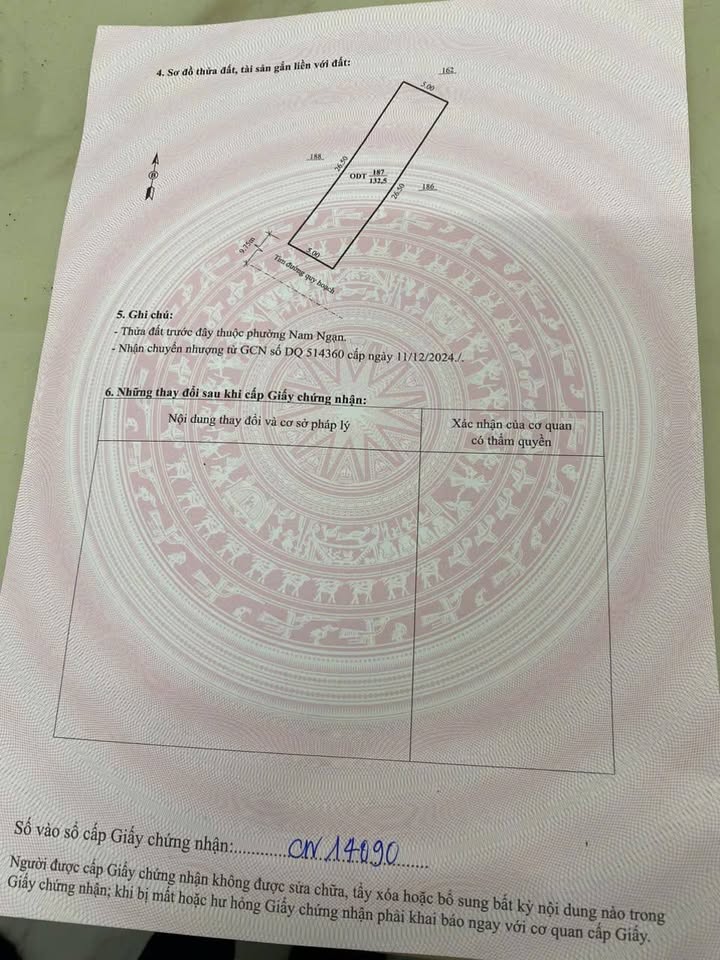 4. Sơ đồ thửa đất, tài sản gắn liền với đất:
162
5.00
188
26.50
ODT 187
132,5
26.50
186
B
9.75m
5.00
Tim đường quy hoạch
5. Ghi chú:
- Thửa đất trước đây thuộc phường Nam Ngạn.
- Nhận chuyển nhượng từ GCN số DQ 514360 cấp ngày 11/12/2024./.
6. Những thay đổi sau khi cấp Giấy chứng nhận:
Nội dung thay đổi và cơ sở pháp lý
Xác nhận của cơ quan
có thẩm quyền
Số vào sổ cấp Giấy chứng nhận:.............CN.14090......
Người được cấp Giấy chứng nhận không được sửa chữa, tẩy xóa hoặc bổ sung bất kỳ nội dung nào trong
Giấy chứng nhận; khi bị mất hoặc hư hỏng Giấy chứng nhận phải khai báo ngay với cơ quan cấp Giấy.